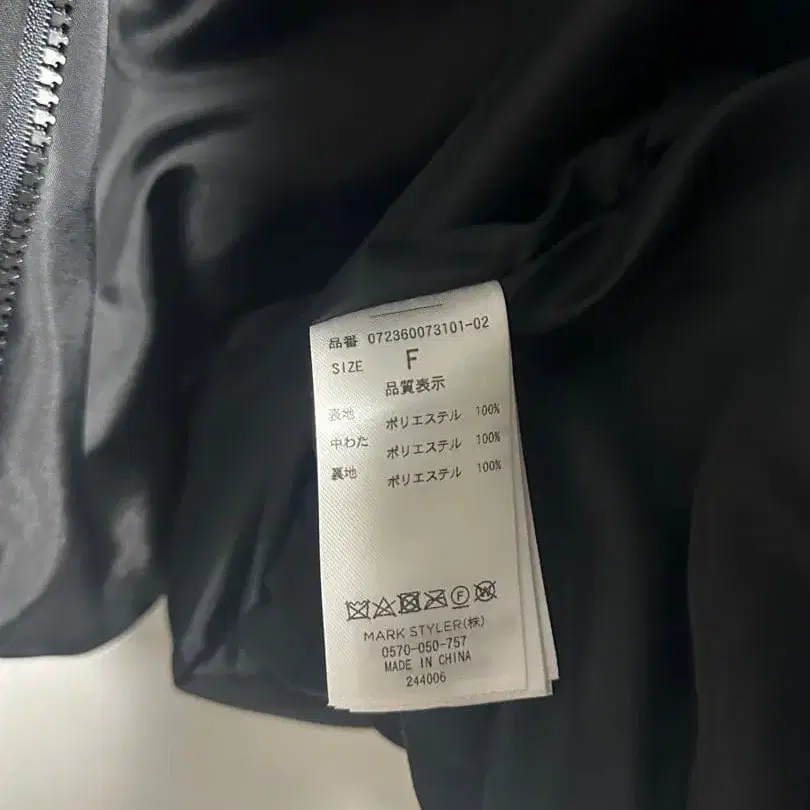 品番 072360073101-02
SIZE F
品質表示
表地 ポリエステル 100%
中わた ポリエステル 100%
裏地 ポリエステル 100%
F W
MARK STYLER(株)
0570-050-757
MADE IN CHINA
244006